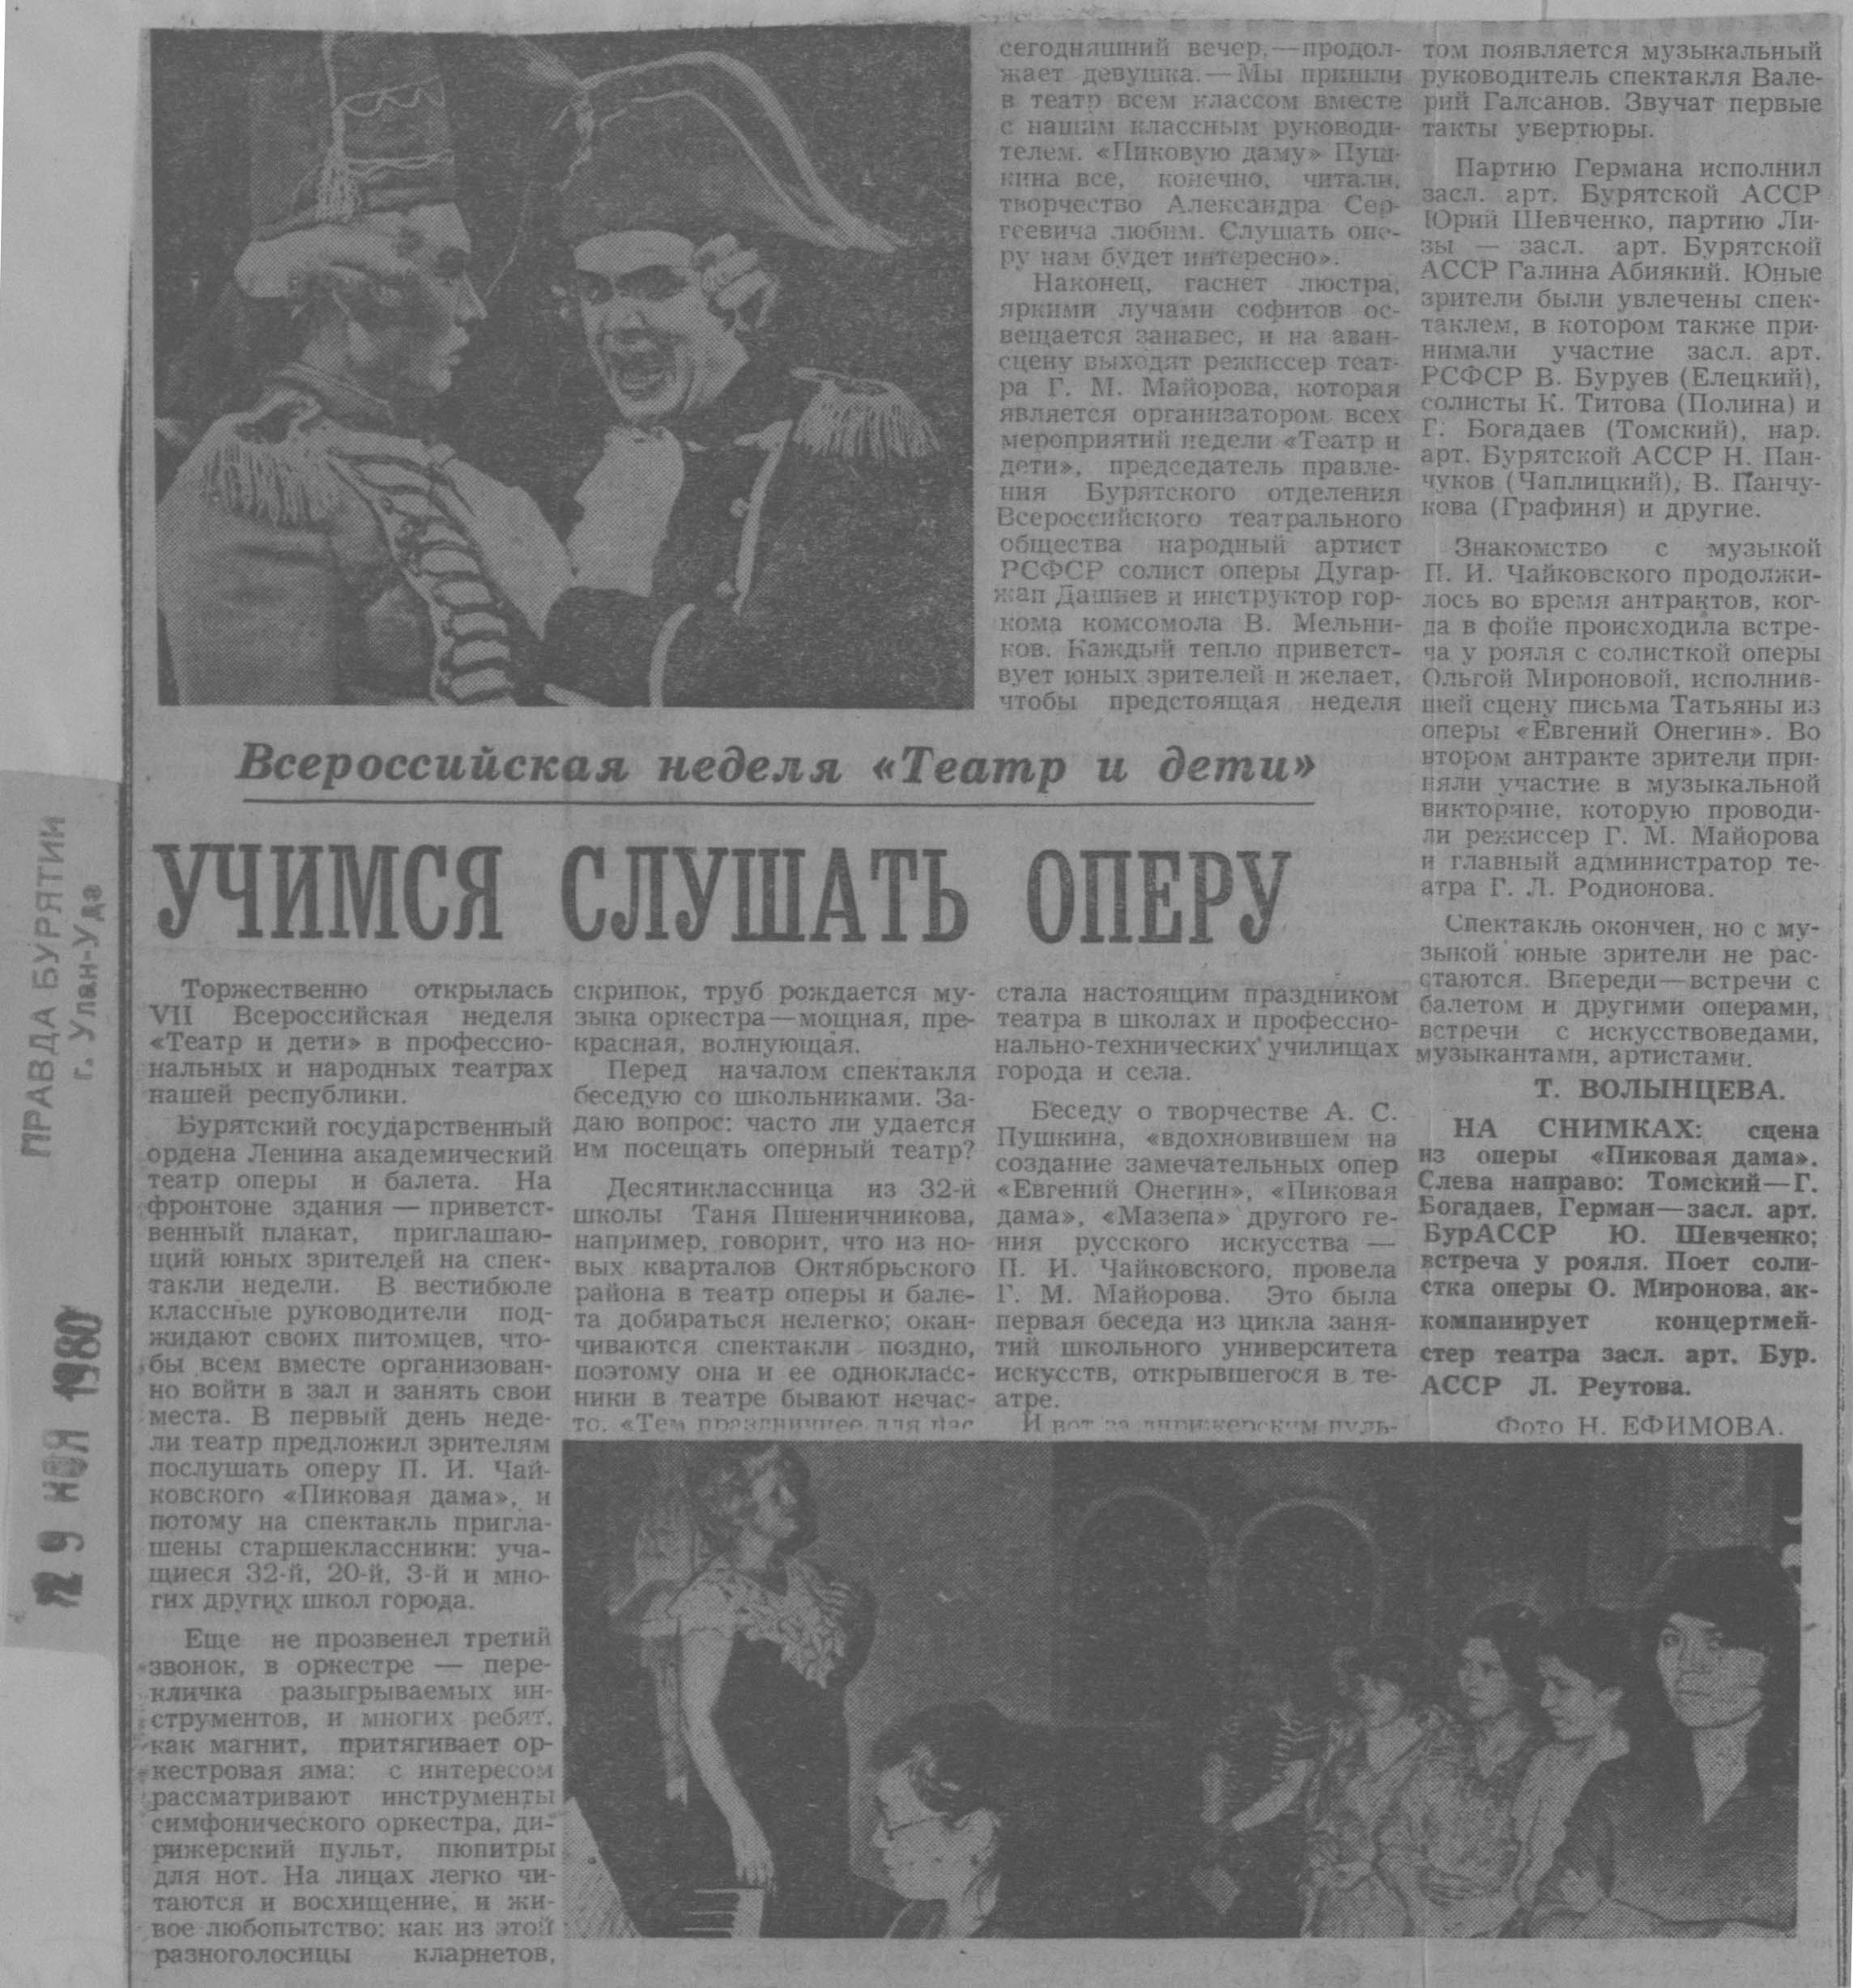 ПРАВДА БУРЯТИИ
г. Улан-Удэ
29 НОЯ 1980
Всероссийская неделя «Театр и дети»
УЧИМСЯ СЛУШАТЬ ОПЕРУ
Торжественно открылась
VII Всероссийская неделя
«Театр и дети» в профессио-
нальных и народных театрах
нашей республики.
Бурятский государственный
ордена Ленина академический
театр оперы и балета. На
фронтоне здания — приветст-
венный плакат, приглашаю-
щий юных зрителей на спек-
такли недели. В вестибюле
классные руководители под-
жидают своих питомцев, что-
бы всем вместе организован-
но войти в зал и занять свои
места. В первый день неде-
ли театр предложил зрителям
послушать оперу П. И. Чай-
ковского «Пиковая дама», и
потому на спектакль пригла-
шены старшеклассники: уча-
щиеся 32-й, 20-й, 3-й и мно-
гих других школ города.
Еще не прозвенел третий
звонок, в оркестре — пере-
кличка разыгрываемых ин-
струментов, и многих ребят,
как магнит, притягивает ор-
кестровая яма: с интересом
рассматривают инструменты
симфонического оркестра, ди-
рижерский пульт, пюпитры
для нот. На лицах легко чи-
таются и восхищение, и жи-
вое любопытство: как из этой
разноголосицы кларнетов,
скрипок, труб рождается му-
зыка оркестра—мощная, пре-
красная, волнующая.
Перед началом спектакля
беседую со школьниками. За-
даю вопрос: часто ли удается
им посещать оперный театр?
Десятиклассница из 32-й
школы Таня Пшеничникова,
например, говорит, что из но-
вых кварталов Октябрьского
района в театр оперы и бале-
та добираться нелегко; окан-
чиваются спектакли поздно,
поэтому она и ее одноклас-
сники в театре бывают нечас-
то. «Тем праздничнее для нас
сегодняшний вечер,—продол-
жает девушка.—Мы пришли
в театр всем классом вместе
с нашим классным руководи-
телем. «Пиковую даму» Пуш-
кина все, конечно, читали,
творчество Александра Сер-
геевича любим. Слушать опе-
ру нам будет интересно».
Наконец, гаснет люстра,
яркими лучами софитов ос-
вещается занавес, и на аван-
сцену выходят режиссер теат-
ра Г. М. Майорова, которая
является организатором всех
мероприятий недели «Театр и
дети», председатель правле-
ния Бурятского отделения
Всероссийского театрального
общества народный артист
РСФСР солист оперы Дугар-
жап Дашиев и инструктор гор-
кома комсомола В. Мельни-
ков. Каждый тепло приветст-
вует юных зрителей и желает,
чтобы предстоящая неделя
стала настоящим праздником
театра в школах и профессио-
нально-технических училищах
города и села.
Беседу о творчестве А. С.
Пушкина, «вдохновившем на
создание замечательных опер
«Евгений Онегин», «Пиковая
дама», «Мазепа» другого ге-
ния русского искусства —
П. И. Чайковского, провела
Г. М. Майорова. Это была
первая беседа из цикла заня-
тий школьного университета
искусств, открывшегося в те-
атре.
И вот за дирижерским пуль-
том появляется музыкальный
руководитель спектакля Вале-
рий Галсанов. Звучат первые
такты увертюры.
Партию Германа исполнил
засл. арт. Бурятской АССР
Юрий Шевченко, партию Ли-
зы — засл. арт. Бурятской
АССР Галина Абиякий. Юные
зрители были увлечены спек-
таклем, в котором также при-
нимали участие засл. арт.
РСФСР В. Буруев (Елецкий),
солисты К. Титова (Полина) и
Г. Богадаев (Томский), нар.
арт. Бурятской АССР Н. Пан-
чуков (Чаплицкий), В. Панчу-
кова (Графиня) и другие.
Знакомство с музыкой
П. И. Чайковского продолжи-
лось во время антрактов, ког-
да в фойе происходила встре-
ча у рояля с солисткой оперы
Ольгой Мироновой, исполнив-
шей сцену письма Татьяны из
оперы «Евгений Онегин». Во
втором антракте зрители при-
няли участие в музыкальной
викторине, которую проводи-
ли режиссер Г. М. Майорова
и главный администратор те-
атра Г. Л. Родионова.
Спектакль окончен, но с му-
зыкой юные зрители не рас-
стаются. Впереди—встречи с
балетом и другими операми,
встречи с искусствоведами,
музыкантами, артистами.
Т. ВОЛЫНЦЕВА.
НА СНИМКАХ: сцена
из оперы «Пиковая дама».
Слева направо: Томский—Г.
Богадаев, Герман—засл. арт.
БурАССР Ю. Шевченко;
встреча у рояля. Поет соли-
стка оперы О. Миронова, ак-
компанирует концертмей-
стер театра засл. арт. Бур.
АССР Л. Реутова.
Фото Н. ЕФИМОВА.